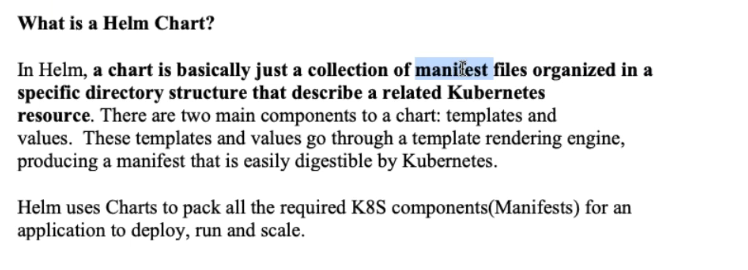 What is a Helm Chart?
In Helm, a chart is basically just a collection of manifest files organized in a
specific directory structure that describe a related Kubernetes
resource. There are two main components to a chart: templates and
values.  These templates and values go through a template rendering engine,
producing a manifest that is easily digestible by Kubernetes.
Helm uses Charts to pack all the required K8S components(Manifests) for an
application to deploy, run and scale.